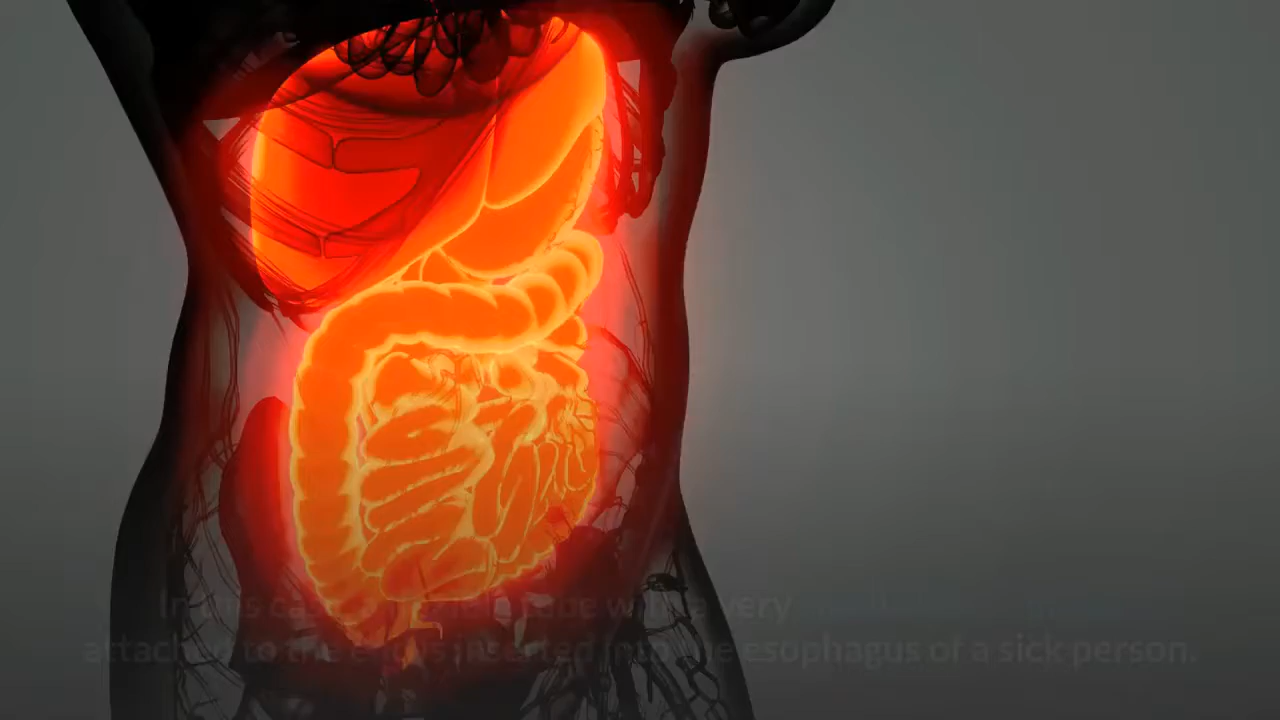 In this case, a flexible tube with a very
attached to the end is inserted into the esophagus of a sick person.